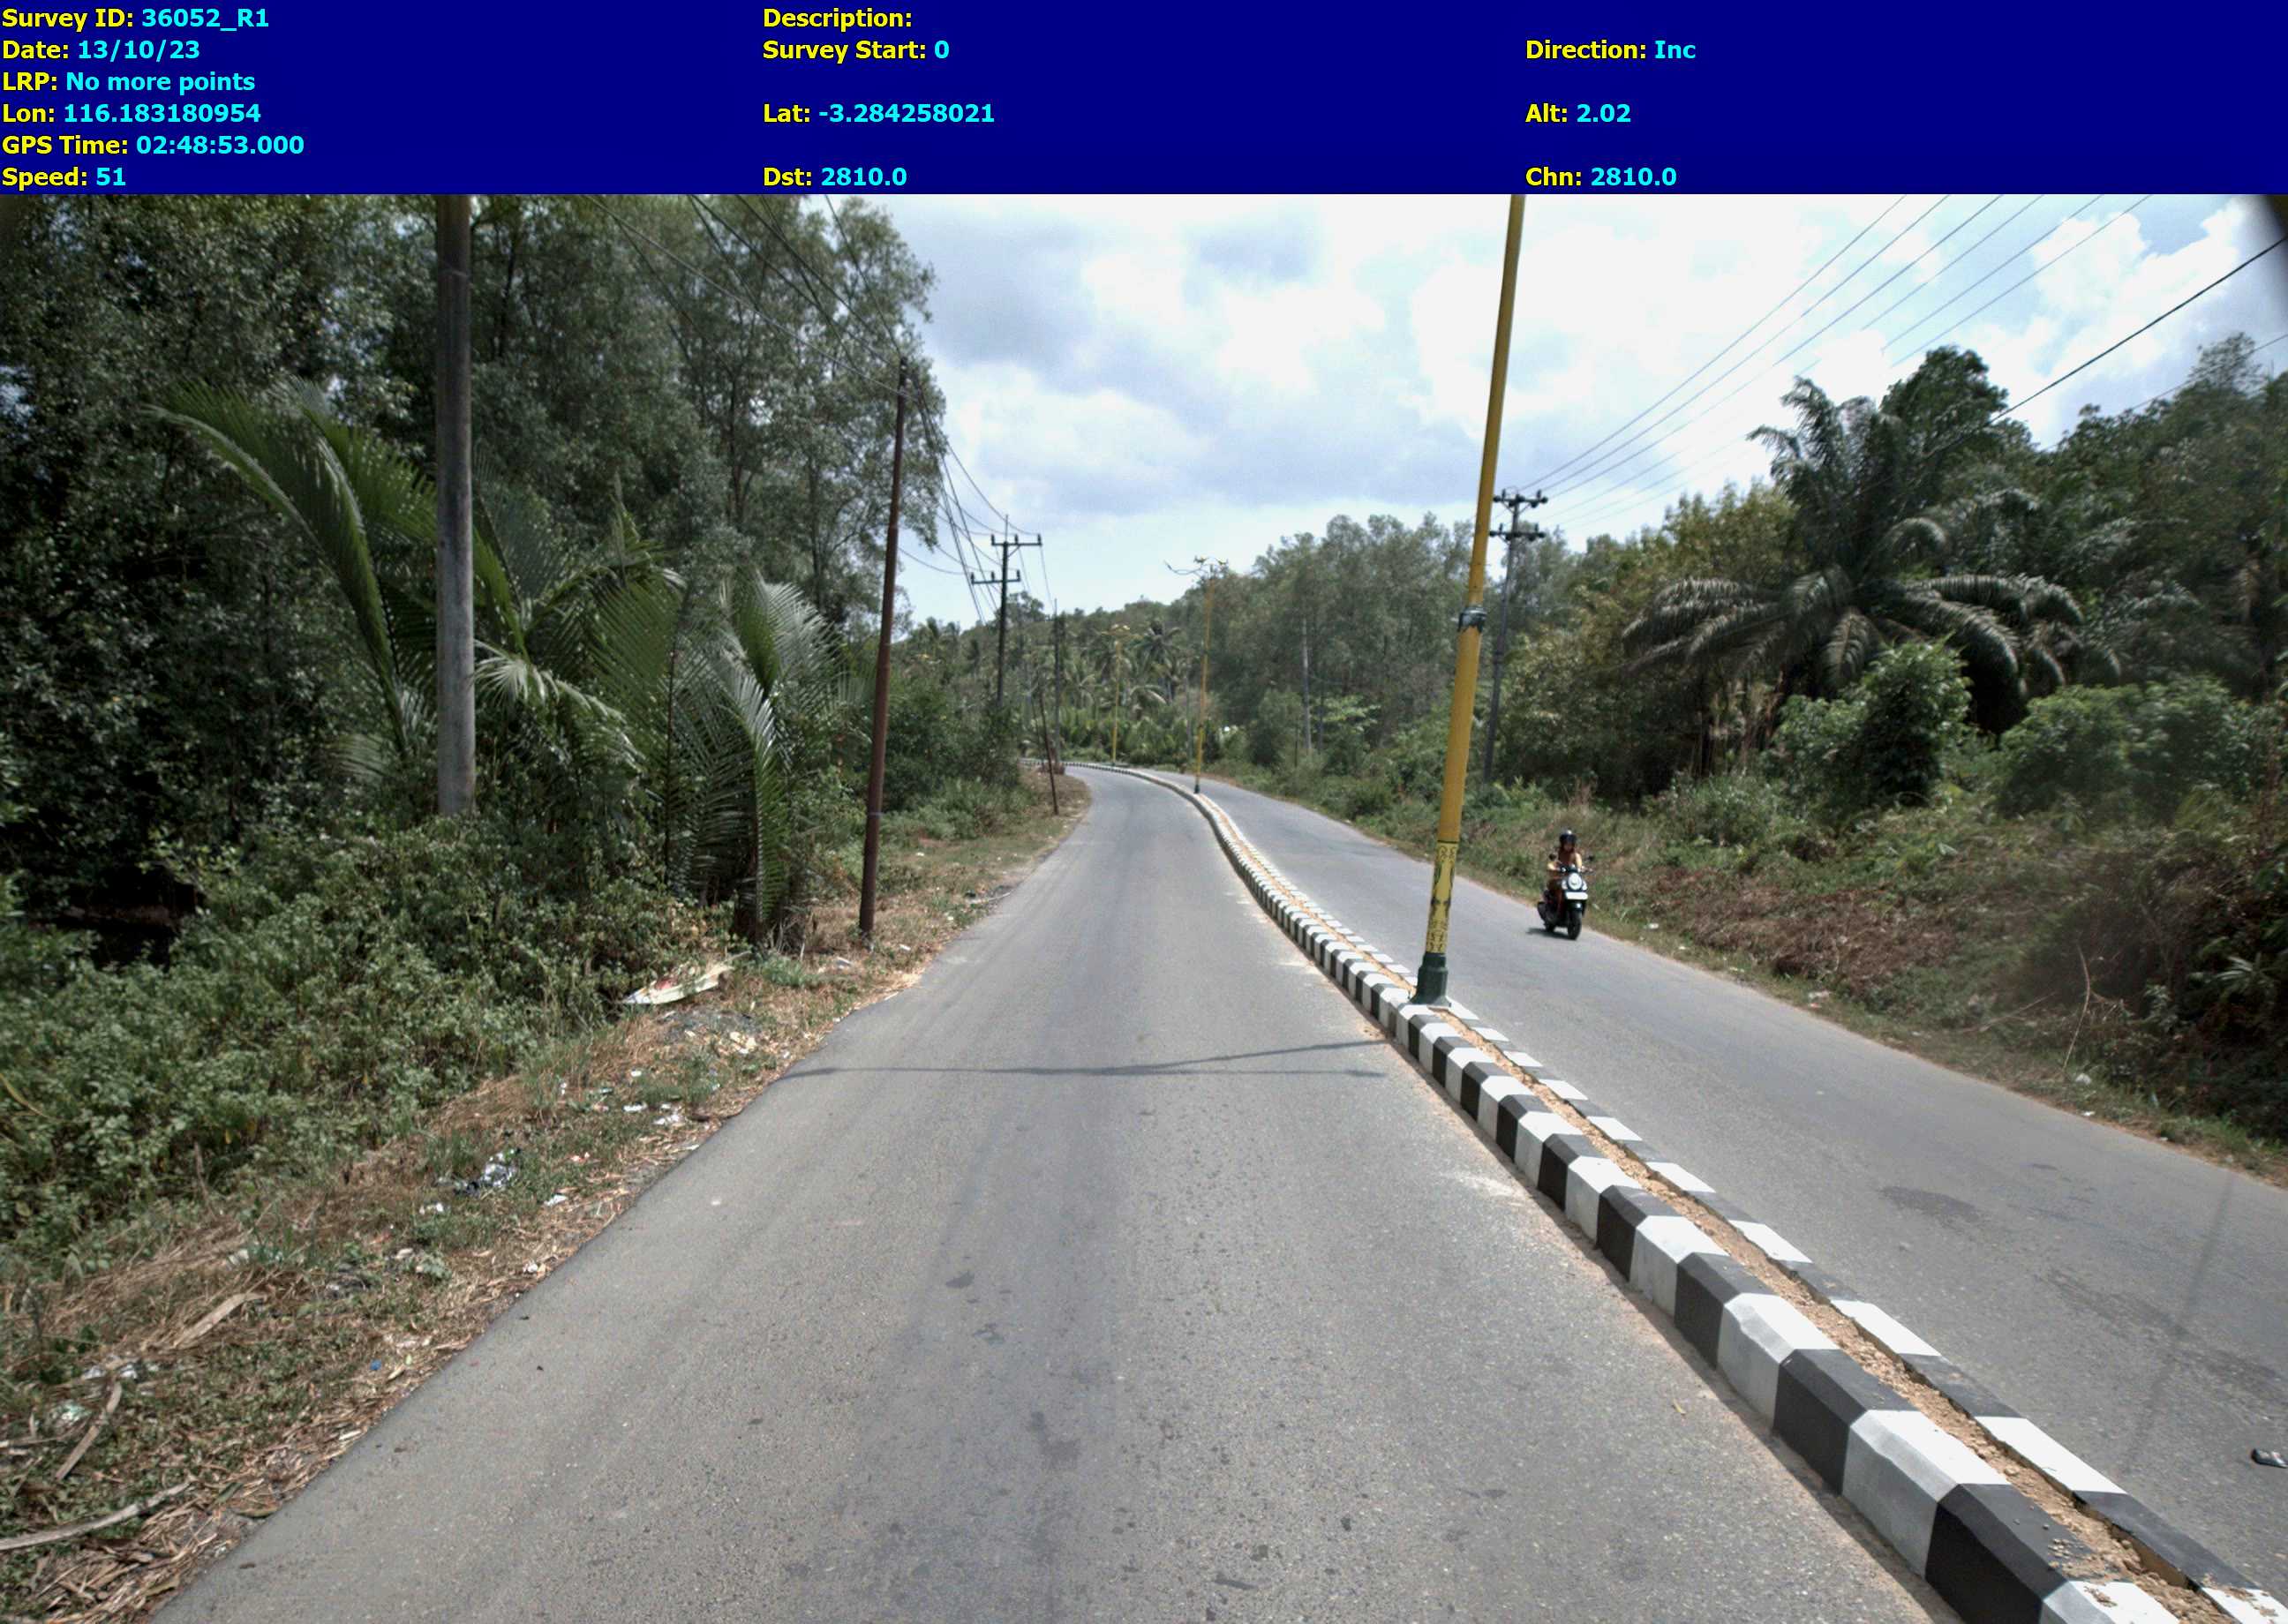 Survey ID: 36052_R1
Description:
Date: 13/10/23
Survey Start: 0
Direction: Inc
LRP: No more points
Lon: 116.183180954
Lat: -3.284258021
Alt: 2.02
GPS Time: 02:48:53.000
Speed: 51
Dst: 2810.0
Chn: 2810.0